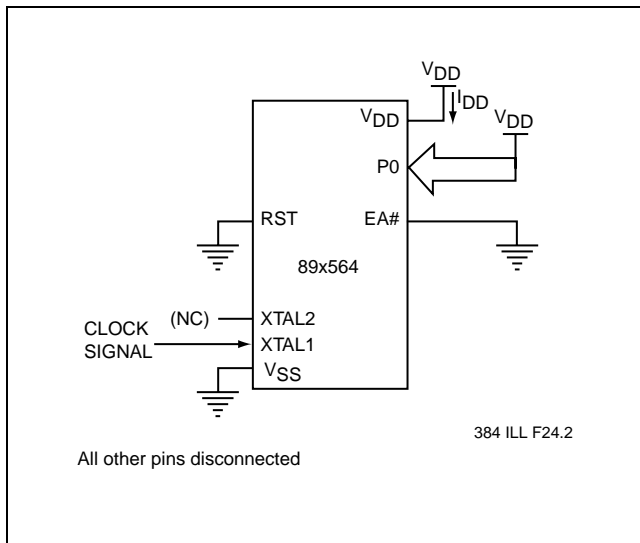 VDD
IDD
VDD
VDD
P0
RST
EA#
89x564
(NC)
XTAL2
CLOCK
SIGNAL
XTAL1
VSS
384 ILL F24.2
All other pins disconnected